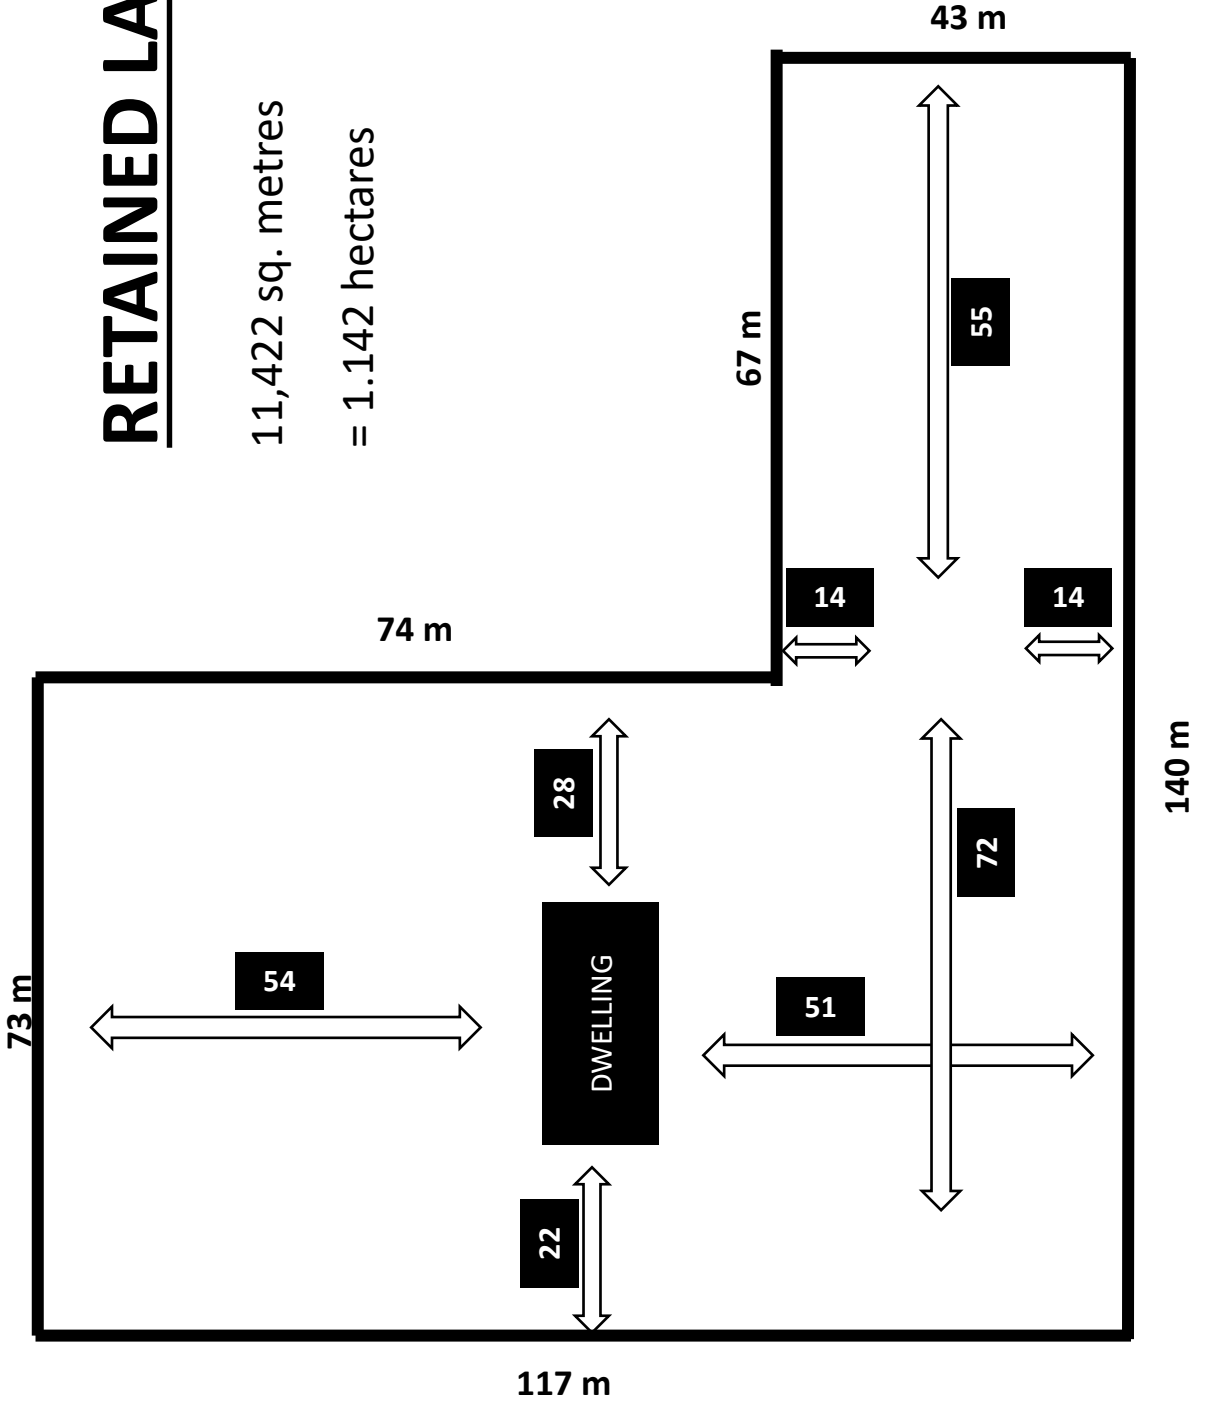 RETAINED LA
11,422 sq. metres
= 1.142 hectares
43 m
67 m
55
14
14
74 m
140 m
28
72
73 m
54
51
DWELLING
22
117 m